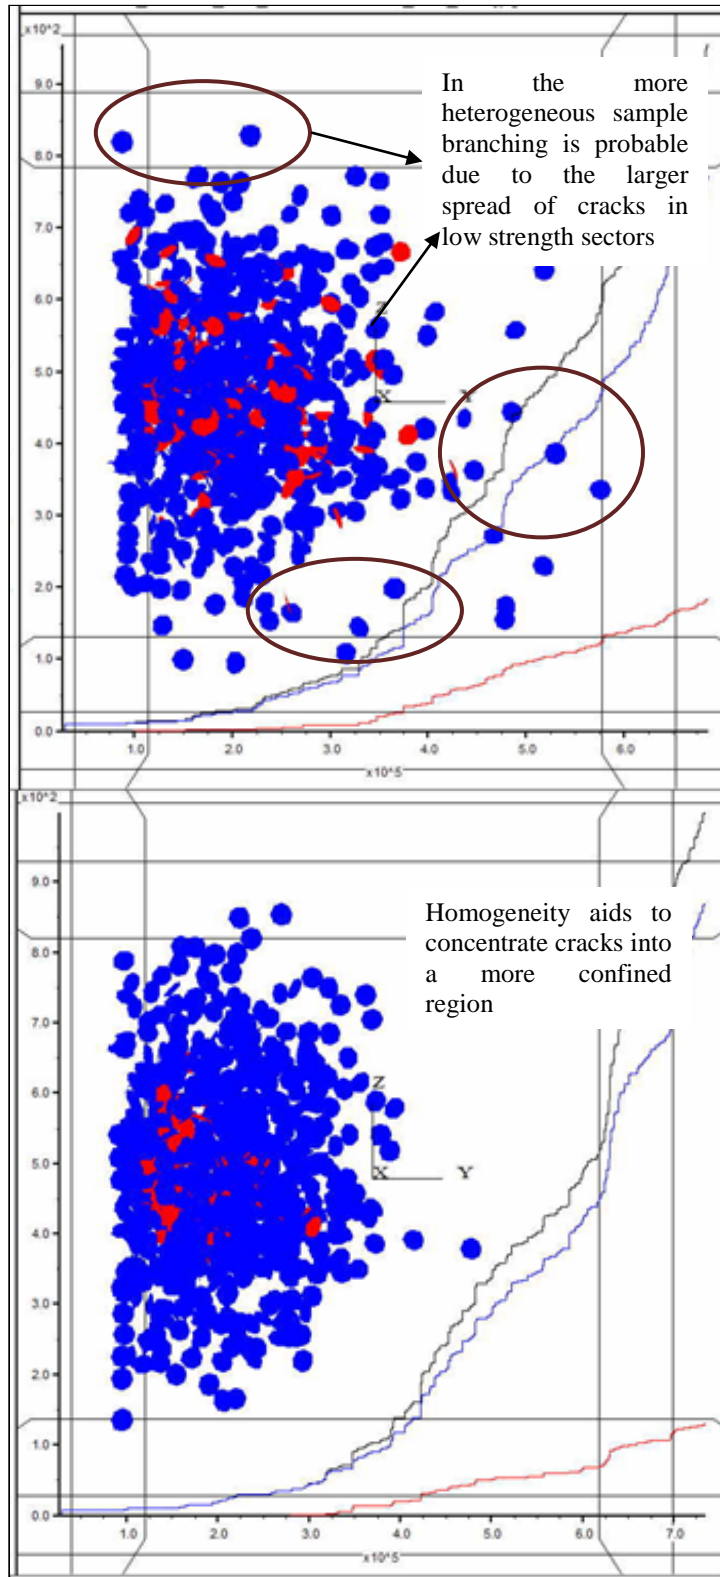 x10^2
9.0
In the more
heterogeneous sample
branching is probable
due to the larger
spread of cracks in
low strength sectors
8.0
7.0
6.0
Z
5.0
X Y
4.0
3.0
2.0
1.0
0.0
1.0 2.0 3.0 4.0 5.0 6.0
x10^5
x10^2
9.0
Homogeneity aids to
concentrate cracks into
a more confined
region
8.0
7.0
6.0
Z
5.0
X Y
4.0
3.0
2.0
1.0
0.0
1.0 2.0 3.0 4.0 5.0 6.0 7.0
x10^5